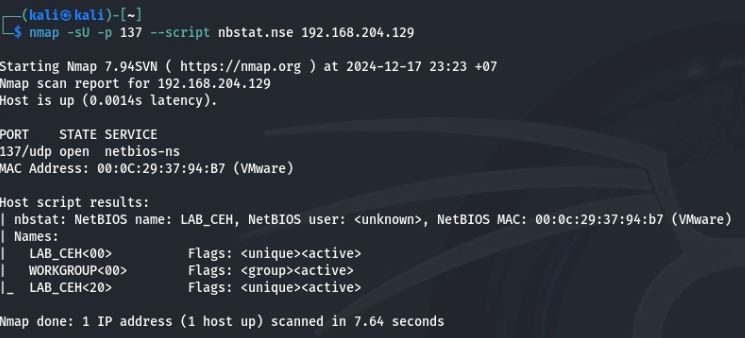 (kali㉿kali)-[~]
$ nmap -sU -p 137 --script nbstat.nse 192.168.204.129
Starting Nmap 7.94SVN ( https://nmap.org ) at 2024-12-17 23:23 +07
Nmap scan report for 192.168.204.129
Host is up (0.0014s latency).
PORT    STATE SERVICE
137/udp open  netbios-ns
MAC Address: 00:0C:29:37:94:B7 (VMware)
Host script results:
| nbstat: NetBIOS name: LAB_CEH, NetBIOS user: <unknown>, NetBIOS MAC: 00:0c:29:37:94:b7 (VMware)
| Names:
|   LAB_CEH<00>          Flags: <unique><active>
|   WORKGROUP<00>        Flags: <group><active>
|_  LAB_CEH<20>          Flags: <unique><active>
Nmap done: 1 IP address (1 host up) scanned in 7.64 seconds